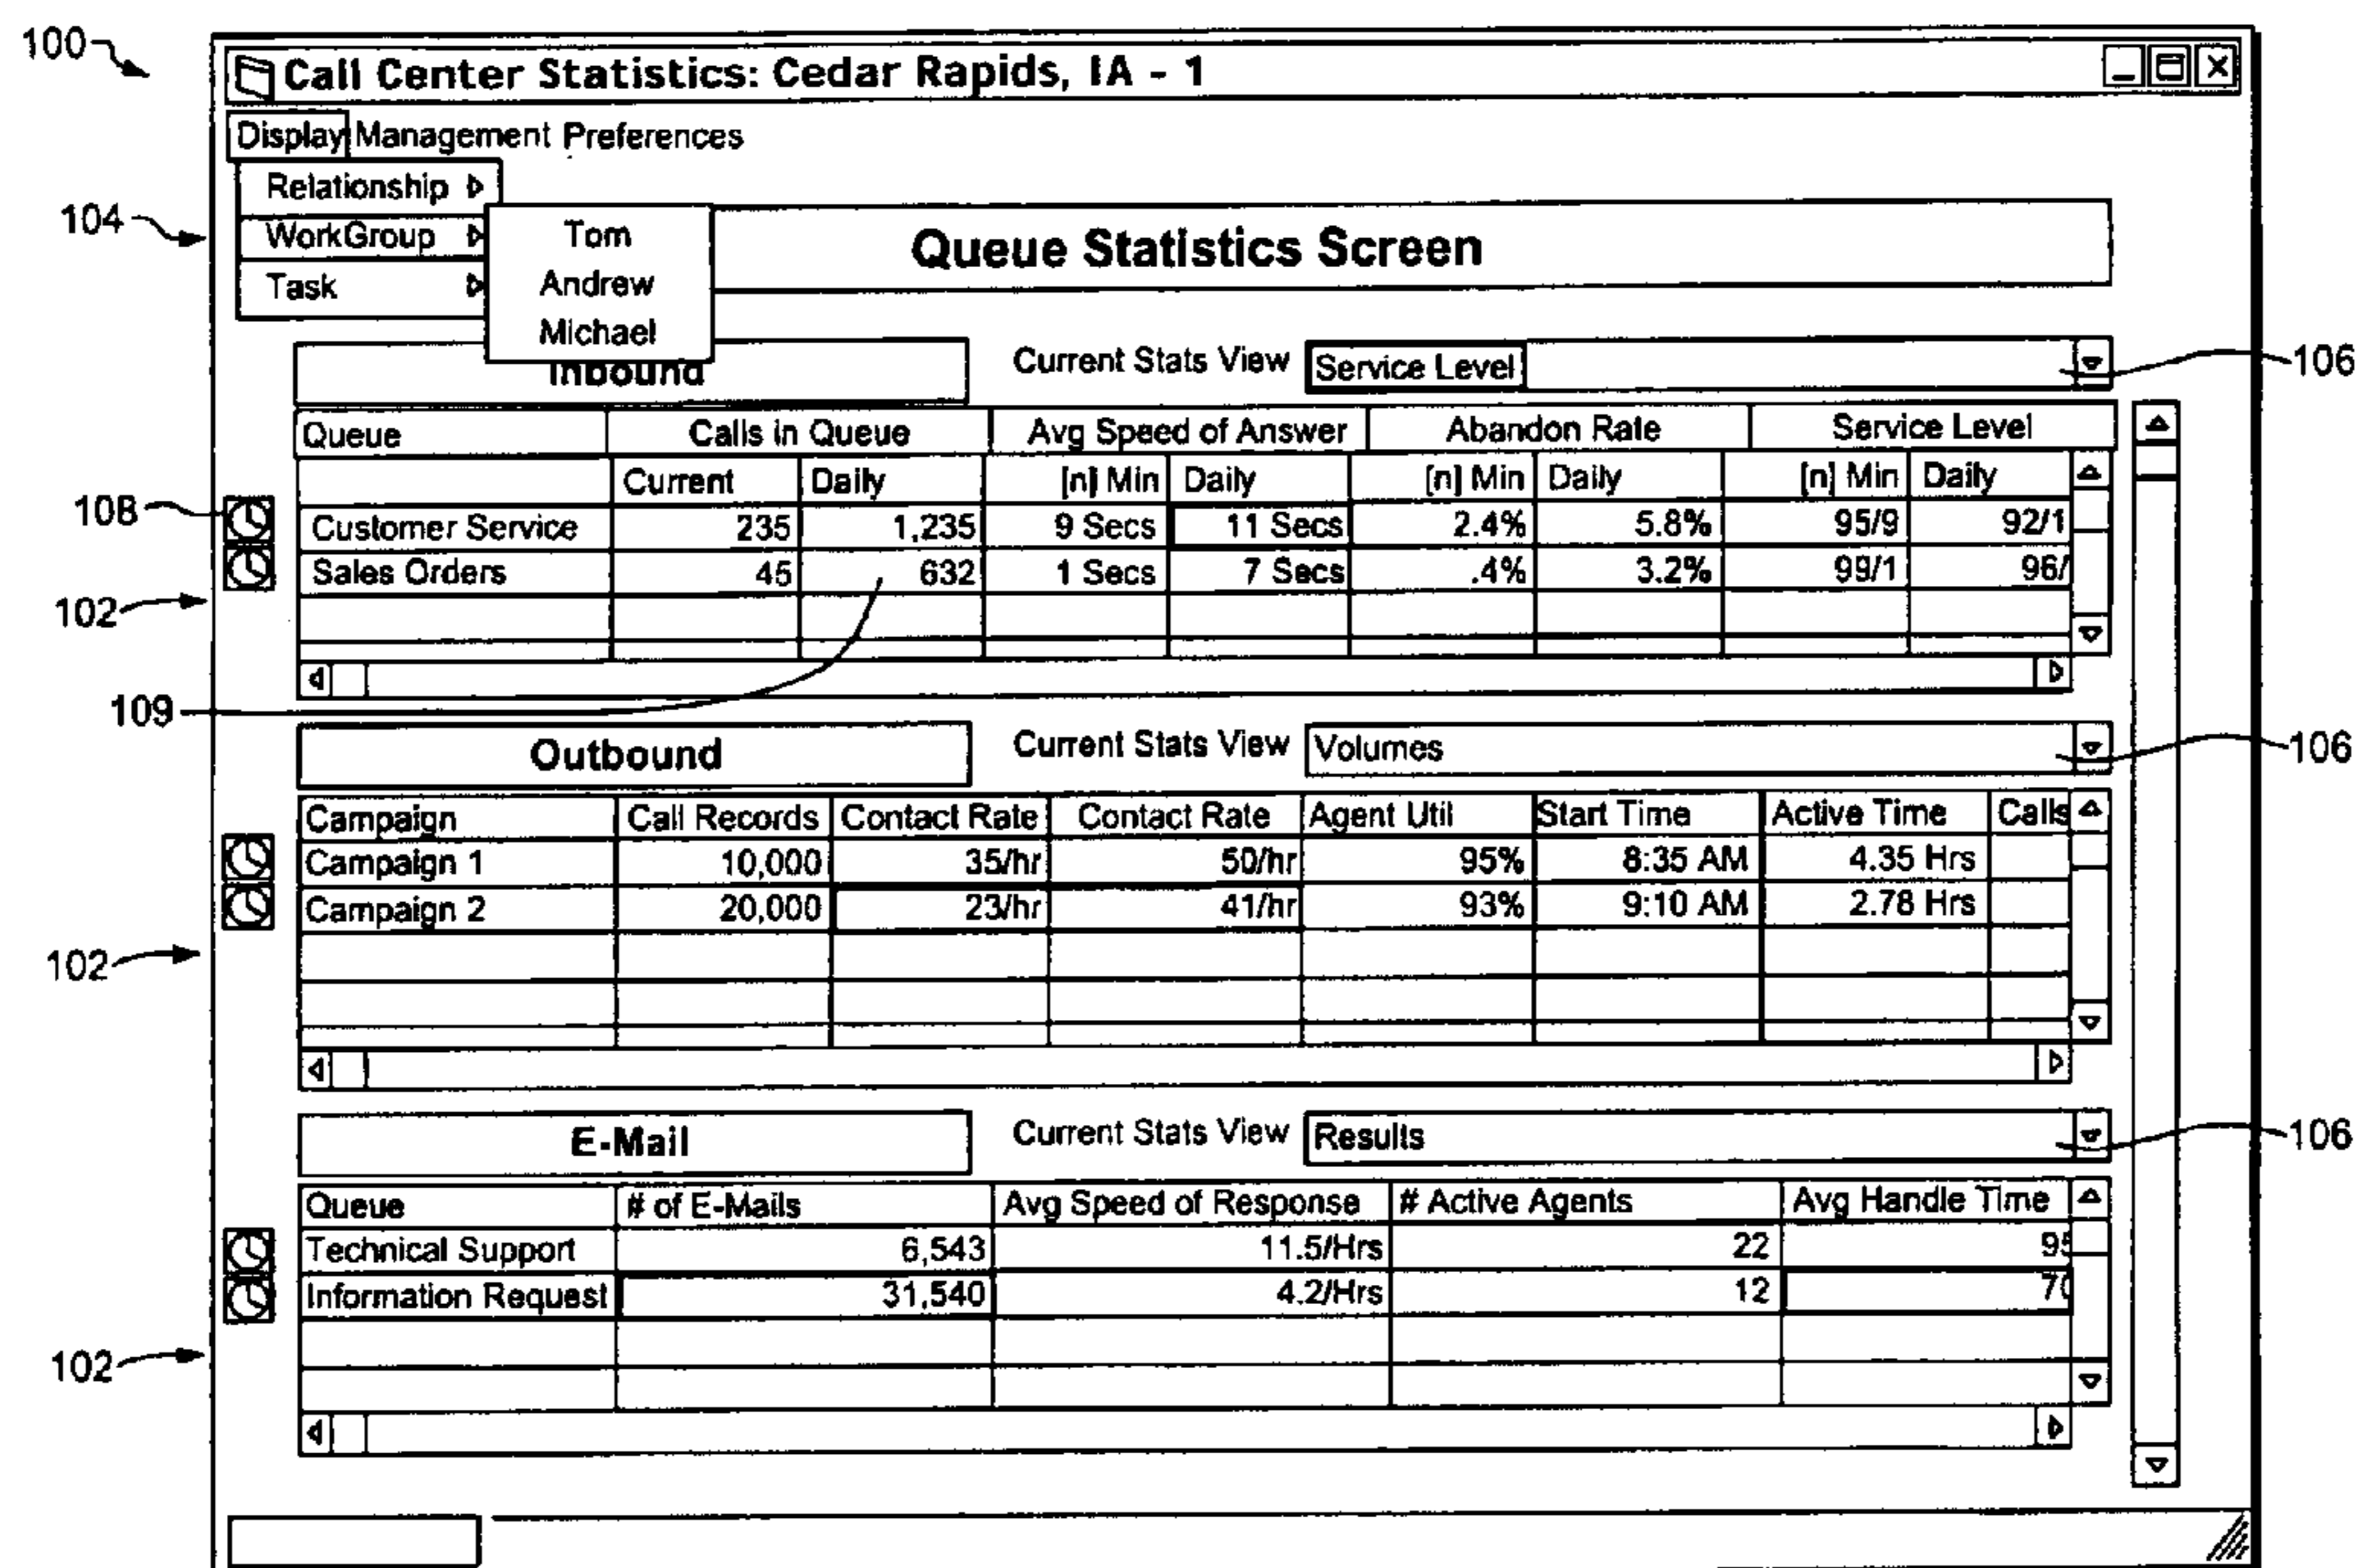 100
Call Center Statistics: Cedar Rapids, IA - 1
Display Management Preferences
Relationship
104
WorkGroup
Task
Tom
Andrew
Michael
Queue Statistics Screen
Inbound
Current Stats View Service Level 106
Queue Calls in Queue Avg Speed of Answer Abandon Rate Service Level
Current Daily [n] Min Daily [n] Min Daily [n] Min Daily
108 Customer Service 235 1,235 9 Secs 11 Secs 2.4% 5.8% 95/9 92/1
Sales Orders 45 632 1 Secs 7 Secs .4% 3.2% 99/1 96/
102
109
Outbound Current Stats View Volumes 106
Campaign Call Records Contact Rate Contact Rate Agent Util Start Time Active Time Calls
Campaign 1 10,000 35/hr 50/hr 95% 8:35 AM 4.35 Hrs
Campaign 2 20,000 23/hr 41/hr 93% 9:10 AM 2.78 Hrs
102
E-Mail Current Stats View Results 106
Queue # of E-Mails Avg Speed of Response # Active Agents Avg Handle Time
Technical Support 6,543 11.5/Hrs 22 95
Information Request 31,540 4.2/Hrs 12 70
102